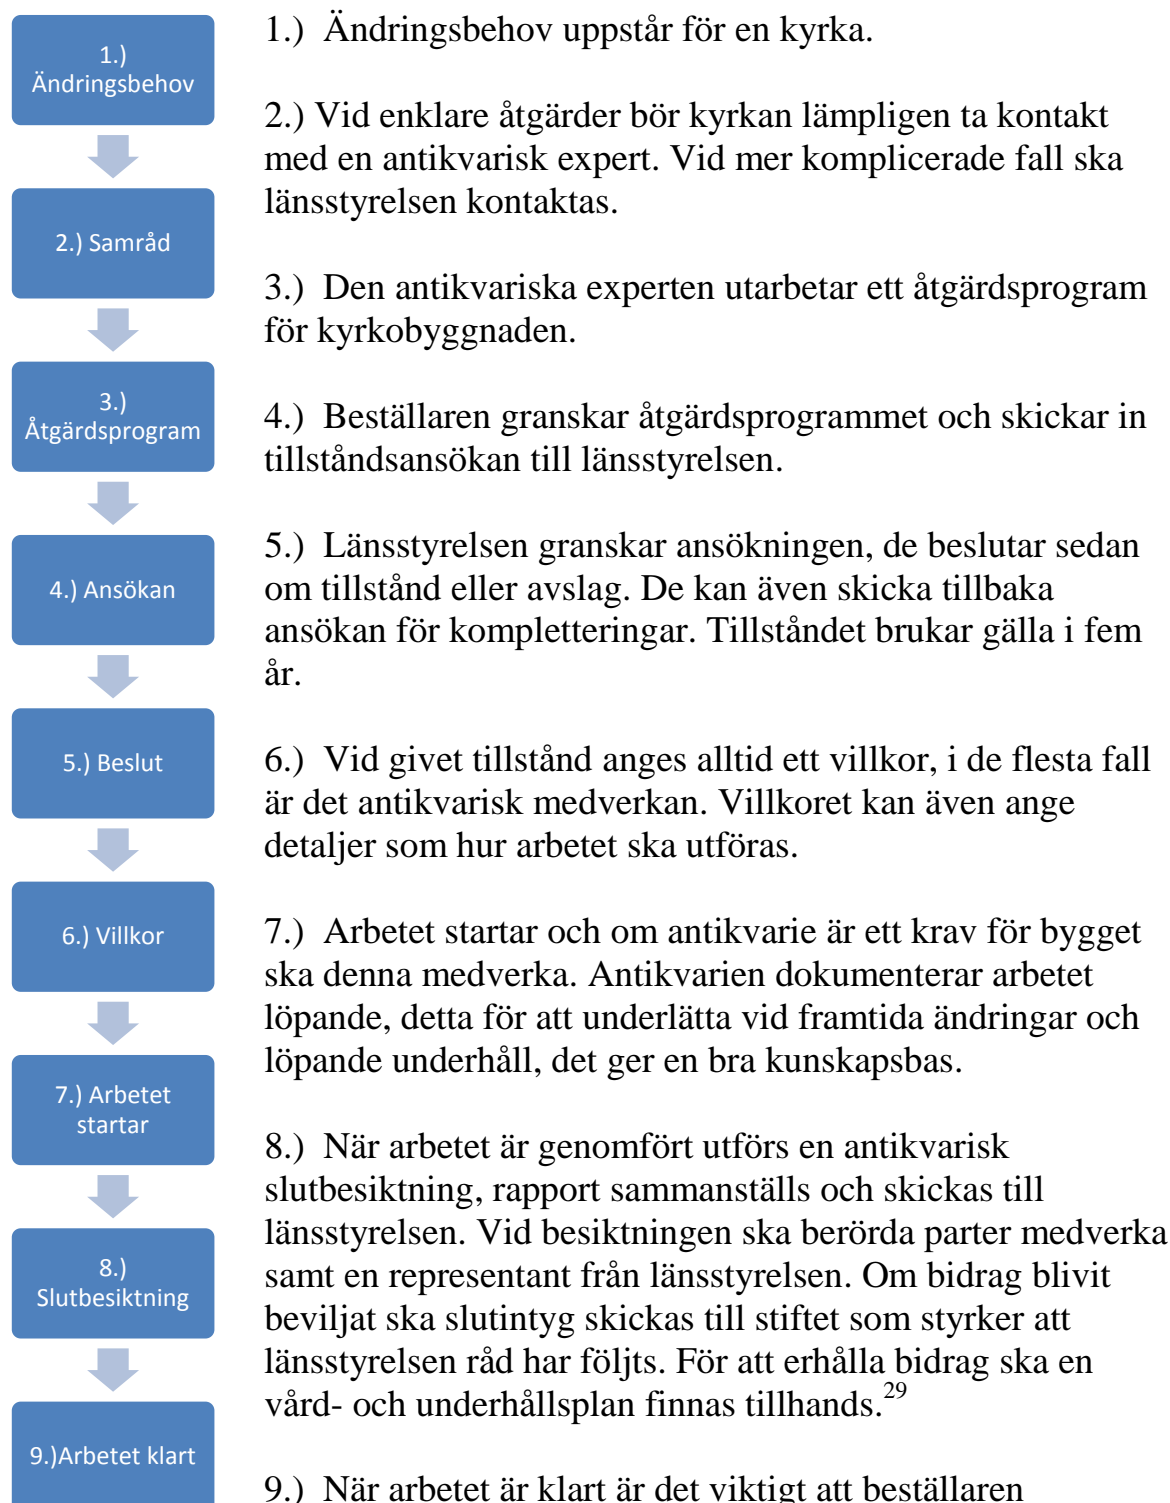 1.)
Ändringsbehov
2.) Samråd
3.)
Åtgärdsprogram
4.) Ansökan
5.) Beslut
6.) Villkor
7.) Arbetet
startar
8.)
Slutbesiktning
9.)Arbetet klart
1.) Ändringsbehov uppstår för en kyrka.
2.) Vid enklare åtgärder bör kyrkan lämpligen ta kontakt
med en antikvarisk expert. Vid mer komplicerade fall ska
länsstyrelsen kontaktas.
3.) Den antikvariska experten utarbetar ett åtgärdsprogram
för kyrkobyggnaden.
4.) Beställaren granskar åtgärdsprogrammet och skickar in
tillståndsansökan till länsstyrelsen.
5.) Länsstyrelsen granskar ansökningen, de beslutar sedan
om tillstånd eller avslag. De kan även skicka tillbaka
ansökan för kompletteringar. Tillståndet brukar gälla i fem
år.
6.) Vid givet tillstånd anges alltid ett villkor, i de flesta fall
är det antikvarisk medverkan. Villkoret kan även ange
detaljer som hur arbetet ska utföras.
7.) Arbetet startar och om antikvarie är ett krav för bygget
ska denna medverka. Antikvarien dokumenterar arbetet
löpande, detta för att underlätta vid framtida ändringar och
löpande underhåll, det ger en bra kunskapsbas.
8.) När arbetet är genomfört utförs en antikvarisk
slutbesiktning, rapport sammanställs och skickas till
länsstyrelsen. Vid besiktningen ska berörda parter medverka
samt en representant från länsstyrelsen. Om bidrag blivit
beviljat ska slutintyg skickas till stiftet som styrker att
länsstyrelsen råd har följts. För att erhålla bidrag ska en
vård- och underhållsplan finnas tillhands.29
9.) När arbetet är klart är det viktigt att beställaren